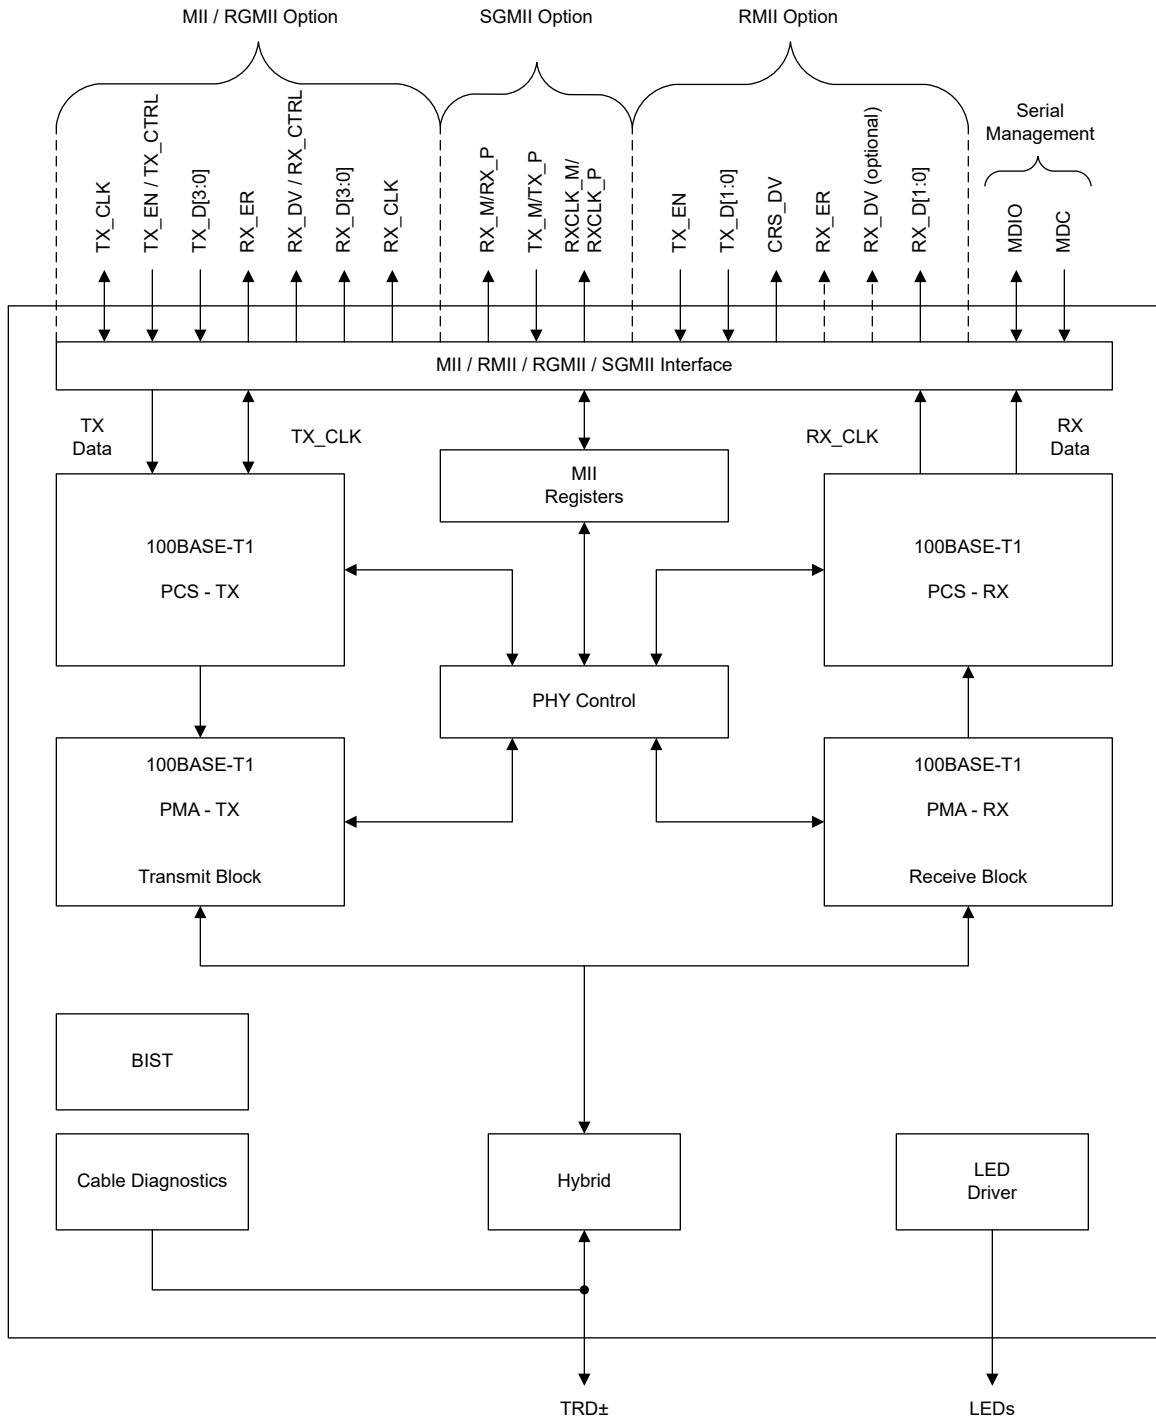 MII / RGMII Option
SGMII Option
RMII Option
Serial
Management
TX_CLK
TX_EN / TX_CTRL
TX_D[3:0]
RX_ER
RX_DV / RX_CTRL
RX_D[3:0]
RX_CLK
RX_M/RX_P
TX_M/TX_P
RXCLK_M/
RXCLK_P
TX_EN
TX_D[1:0]
CRS_DV
RX_ER
RX_DV (optional)
RX_D[1:0]
MDIO
MDC
MII / RMII / RGMII / SGMII Interface
TX
Data
TX_CLK
RX_CLK
RX
Data
MII
Registers
100BASE-T1
PCS - TX
100BASE-T1
PCS - RX
PHY Control
100BASE-T1
PMA - TX
Transmit Block
100BASE-T1
PMA - RX
Receive Block
BIST
Cable Diagnostics
Hybrid
LED
Driver
TRD±
LEDs